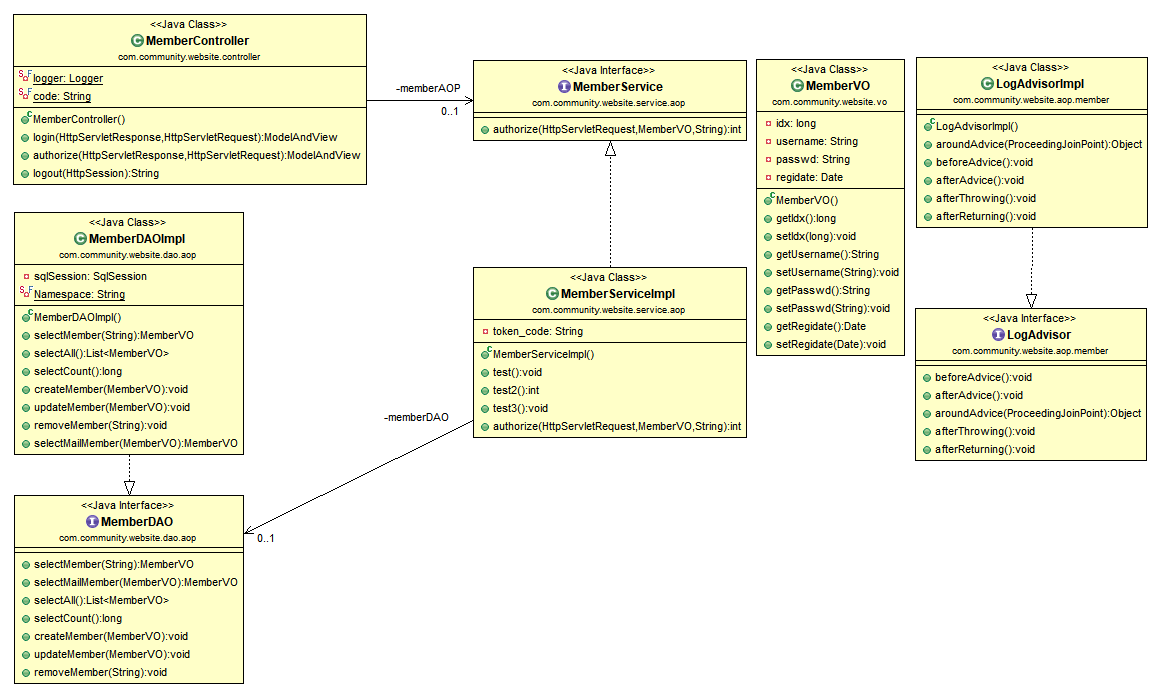 <<Java Class>>
MemberController
com.community.website.controller
logger: Logger
code: String
MemberController()
login(HttpServletResponse,HttpServletRequest):ModelAndView
authorize(HttpServletResponse,HttpServletRequest):ModelAndView
logout(HttpSession):String
-memberAOP
0..1
<<Java Interface>>
MemberService
com.community.website.service.aop
authorize(HttpServletRequest,MemberVO,String):int
<<Java Class>>
MemberVO
com.community.website.vo
idx: long
username: String
passwd: String
regidate: Date
MemberVO()
getIdx():long
setIdx(long):void
getUsername():String
setUsername(String):void
getPasswd():String
setPasswd(String):void
getRegidate():Date
setRegidate(Date):void
<<Java Class>>
LogAdvisorImpl
com.community.website.aop.member
LogAdvisorImpl()
aroundAdvice(ProceedingJoinPoint):Object
beforeAdvice():void
afterAdvice():void
afterThrowing():void
afterReturning():void
<<Java Class>>
MemberDAOImpl
com.community.website.dao.aop
sqlSession: SqlSession
Namespace: String
MemberDAOImpl()
selectMember(String):MemberVO
selectAll():List<MemberVO>
selectCount():long
createMember(MemberVO):void
updateMember(MemberVO):void
removeMember(String):void
selectMailMember(MemberVO):MemberVO
<<Java Class>>
MemberServiceImpl
com.community.website.service.aop
token_code: String
MemberServiceImpl()
test():void
test2():int
test3():void
authorize(HttpServletRequest,MemberVO,String):int
<<Java Interface>>
LogAdvisor
com.community.website.aop.member
beforeAdvice():void
afterAdvice():void
aroundAdvice(ProceedingJoinPoint):Object
afterThrowing():void
afterReturning():void
-memberDAO
0..1
<<Java Interface>>
MemberDAO
com.community.website.dao.aop
selectMember(String):MemberVO
selectMailMember(MemberVO):MemberVO
selectAll():List<MemberVO>
selectCount():long
createMember(MemberVO):void
updateMember(MemberVO):void
removeMember(String):void